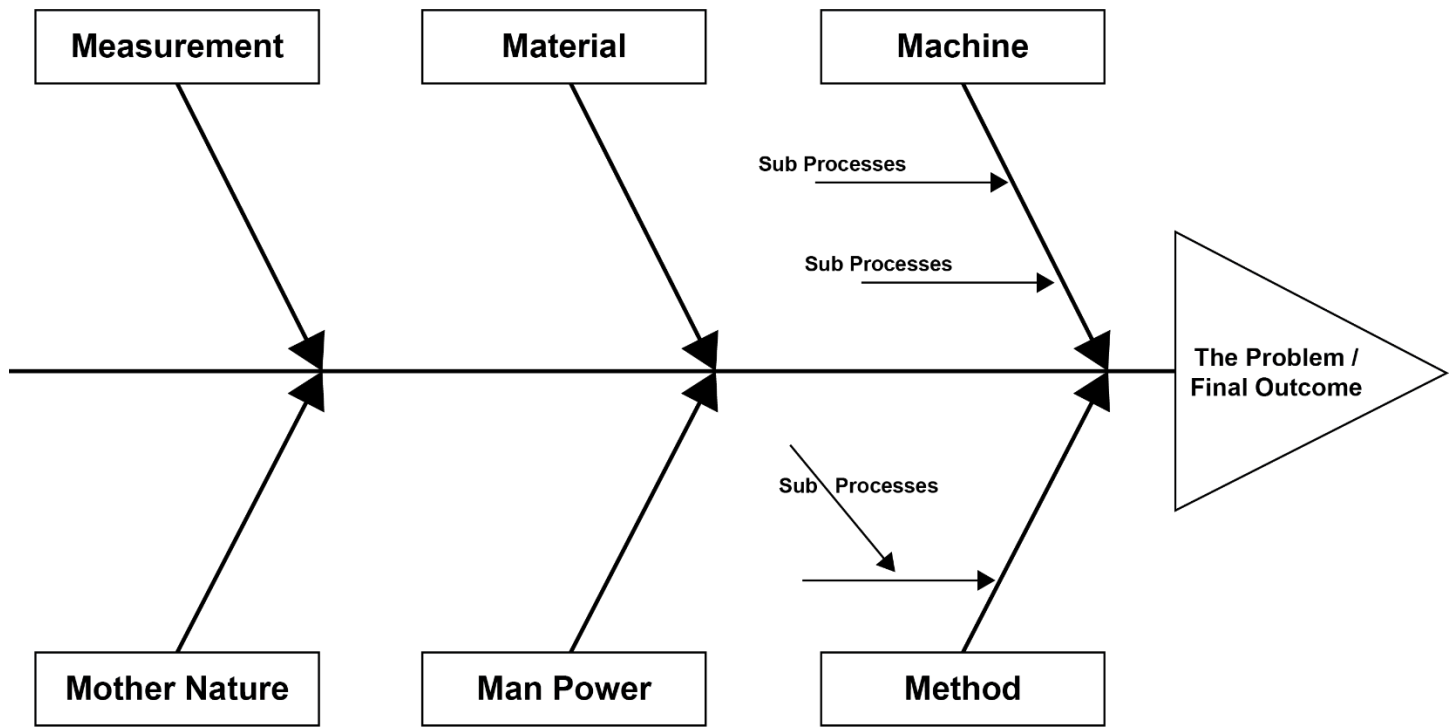 Measurement
Material
Machine
Sub Processes
Sub Processes
The Problem /
Final Outcome
Sub Processes
Mother Nature
Man Power
Method